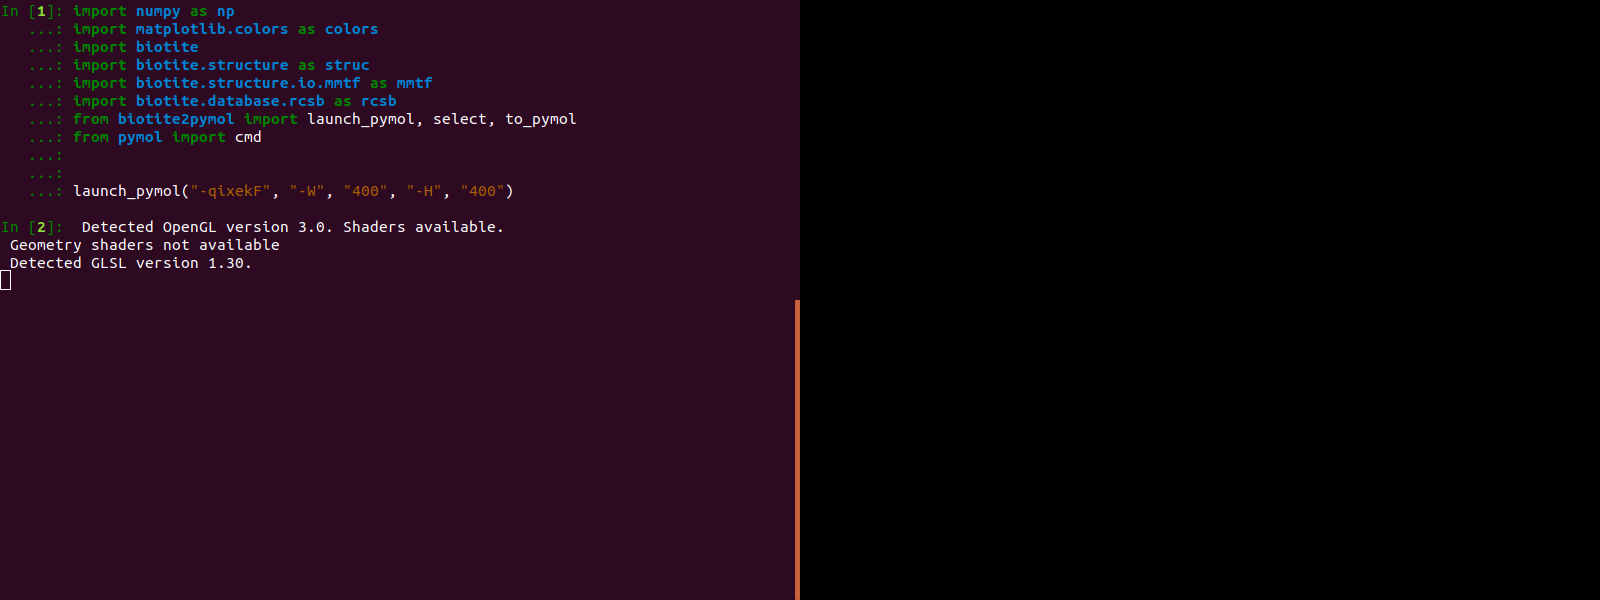 In [1]: import numpy as np
   ...: import matplotlib.colors as colors
   ...: import biotite
   ...: import biotite.structure as struc
   ...: import biotite.structure.io.mmtf as mmtf
   ...: import biotite.database.rcsb as rcsb
   ...: from biotite2pymol import launch_pymol, select, to_pymol
   ...: from pymol import cmd
   ...:
   ...:
   ...: launch_pymol("-qixekF", "-W", "400", "-H", "400")
In [2]:  Detected OpenGL version 3.0. Shaders available.
 Geometry shaders not available
 Detected GLSL version 1.30.